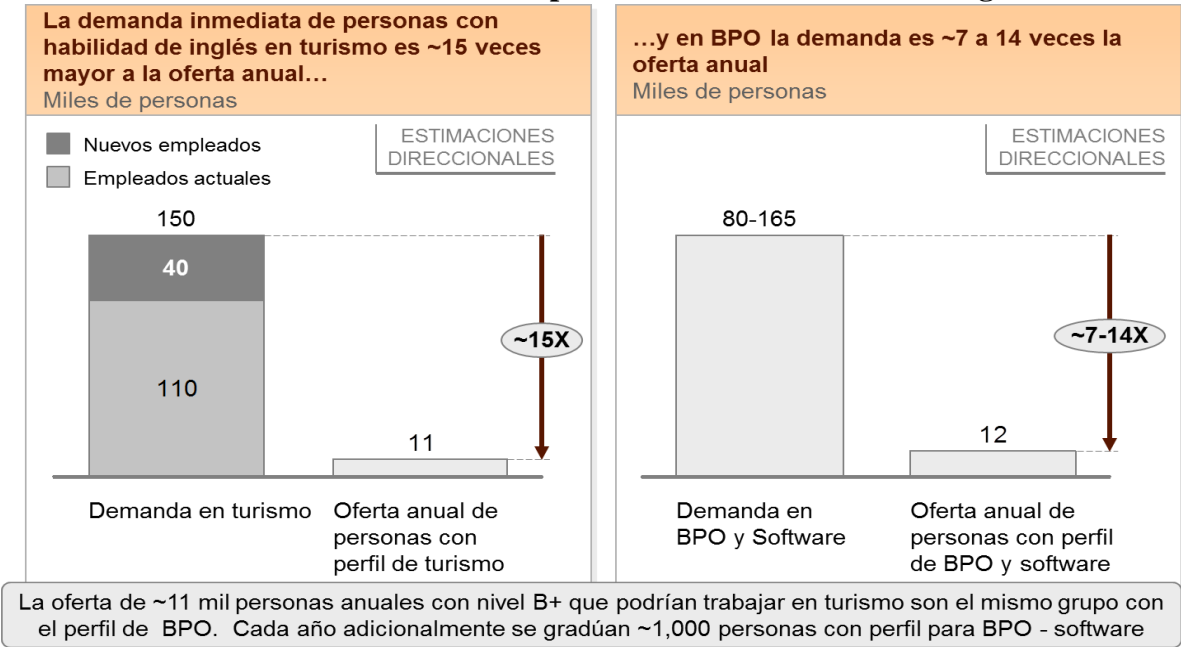 La demanda inmediata de personas con
habilidad de inglés en turismo es ~15 veces
mayor a la oferta anual…
Miles de personas
Nuevos empleados
Empleados actuales
ESTIMACIONES
DIRECCIONALES
150
40
110
~15X
11
Demanda en turismo
Oferta anual de
personas con
perfil de turismo
…y en BPO la demanda es ~7 a 14 veces la
oferta anual
Miles de personas
ESTIMACIONES
DIRECCIONALES
80-165
~7-14X
12
Demanda en
BPO y Software
Oferta anual de
personas con perfil
de BPO y software
La oferta de ~11 mil personas anuales con nivel B+ que podrían trabajar en turismo son el mismo grupo con
el perfil de BPO. Cada año adicionalmente se gradúan ~1,000 personas con perfil para BPO - software